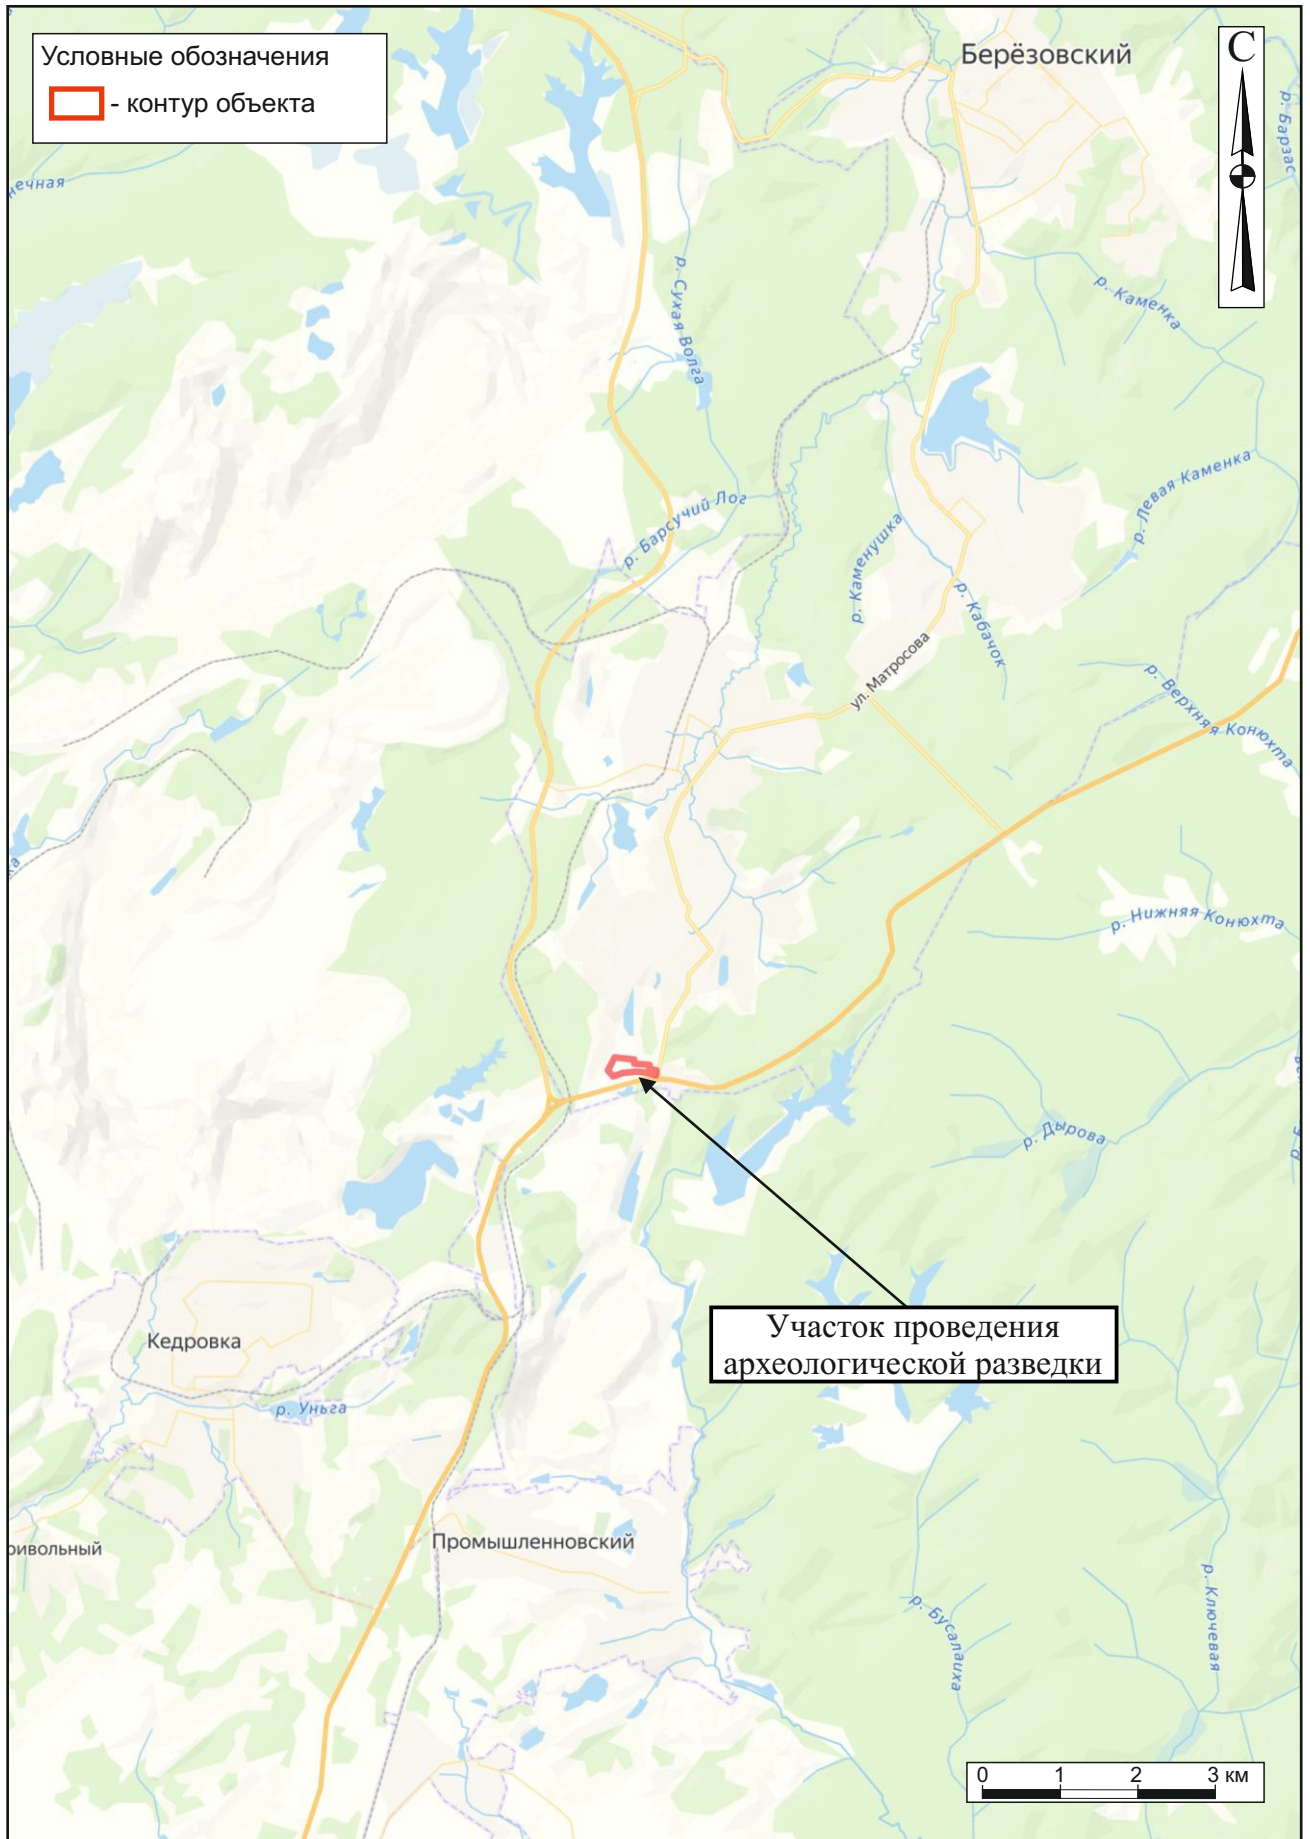 Условные обозначения
- контур объекта
Берёзовский
С
р. Барзас
нечная
р. Сухая Волга
р. Каменка
р. Левая Каменка
р. Барсучий Лог
р. Каменушка
р. Кабачок
ул. Матросова
р. Верхняя Конюхта
р. Нижняя Конюхта
р. Дырова
Участок проведения
археологической разведки
Кедровка
р. Уньга
Промышленновский
ривольный
р. Бусалаиха
р. Ключевая
0 1 2 3 км